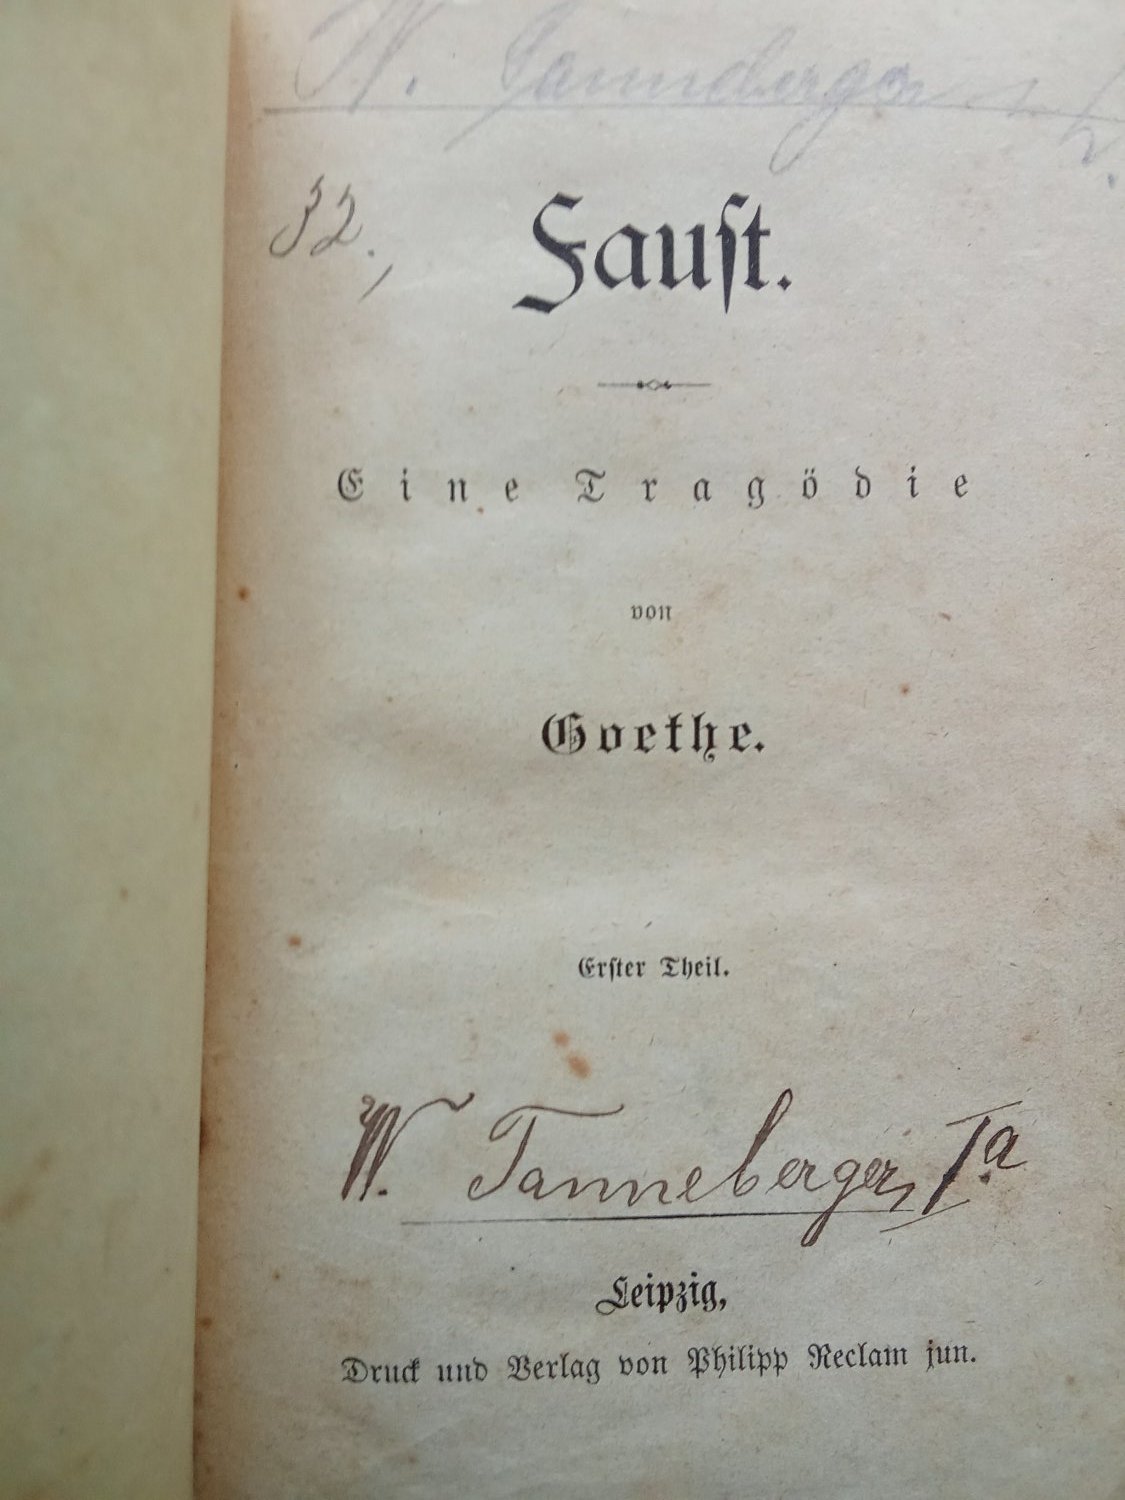 W. Tanneberger
32.,
Faust.
Eine Tragödie
von
Goethe.
Erster Theil.
W. Tanneberger, Ia
Leipzig,
Druck und Verlag von Philipp Reclam jun.